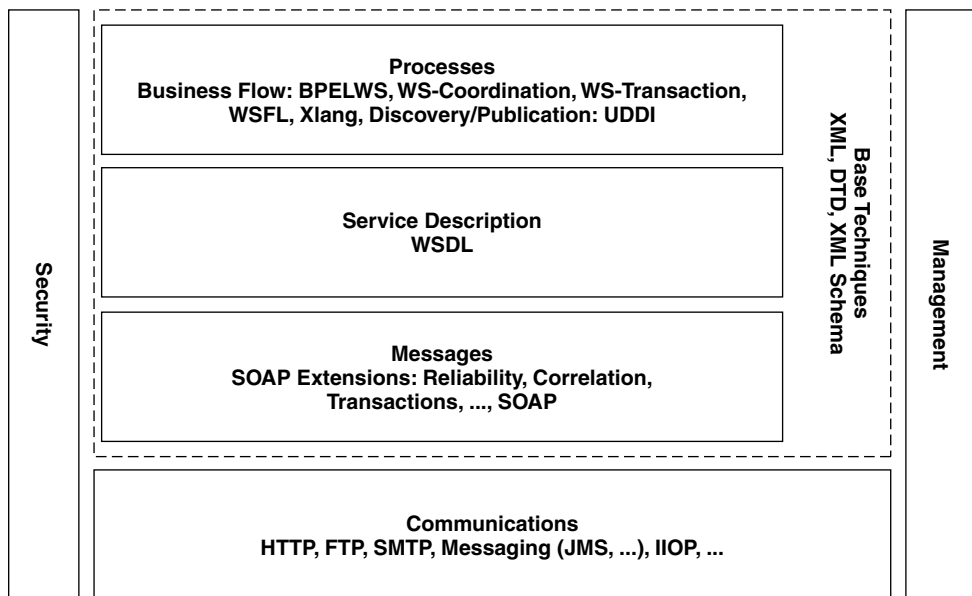 Security
Processes
Business Flow: BPELWS, WS-Coordination, WS-Transaction,
WSFL, Xlang, Discovery/Publication: UDDI
Service Description
WSDL
Messages
SOAP Extensions: Reliability, Correlation,
Transactions, ..., SOAP
Base Techniques
XML, DTD, XML Schema
Management
Communications
HTTP, FTP, SMTP, Messaging (JMS, ...), IIOP, ...